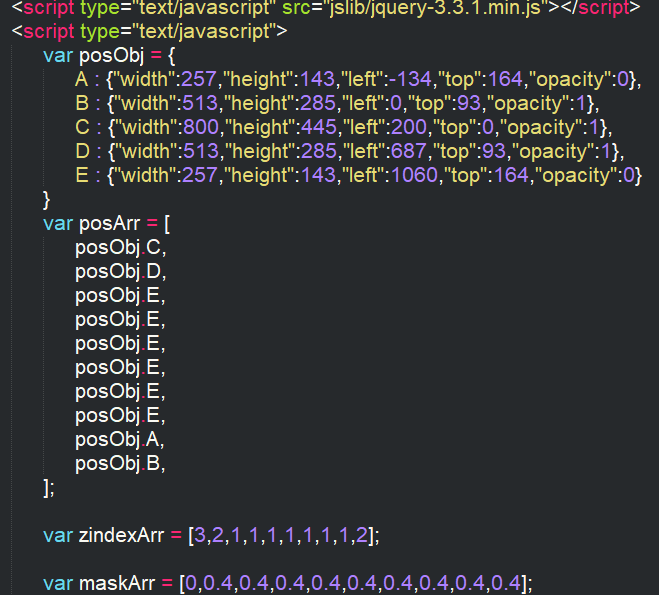 <script type="text/javascript" src="jslib/jquery-3.3.1.min.js"></script>
<script type="text/javascript">
var posObj = {
A : {"width":257,"height":143,"left":-134,"top":164,"opacity":0},
B : {"width":513,"height":285,"left":0,"top":93,"opacity":1},
C : {"width":800,"height":445,"left":200,"top":0,"opacity":1},
D : {"width":513,"height":285,"left":687,"top":93,"opacity":1},
E : {"width":257,"height":143,"left":1060,"top":164,"opacity":0}
}
var posArr = [
posObj.C,
posObj.D,
posObj.E,
posObj.E,
posObj.E,
posObj.E,
posObj.E,
posObj.E,
posObj.A,
posObj.B,
];
var zindexArr = [3,2,1,1,1,1,1,1,1,2];
var maskArr = [0,0.4,0.4,0.4,0.4,0.4,0.4,0.4,0.4,0.4];